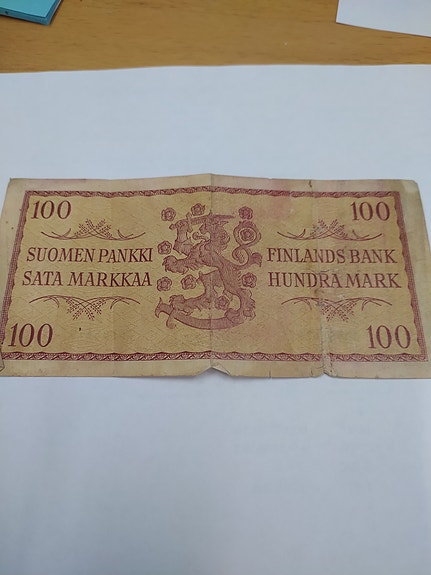 100 100
SUOMEN PANKKI FINLANDS BANK
SATA MARKKAA HUNDRA MARK
100 100